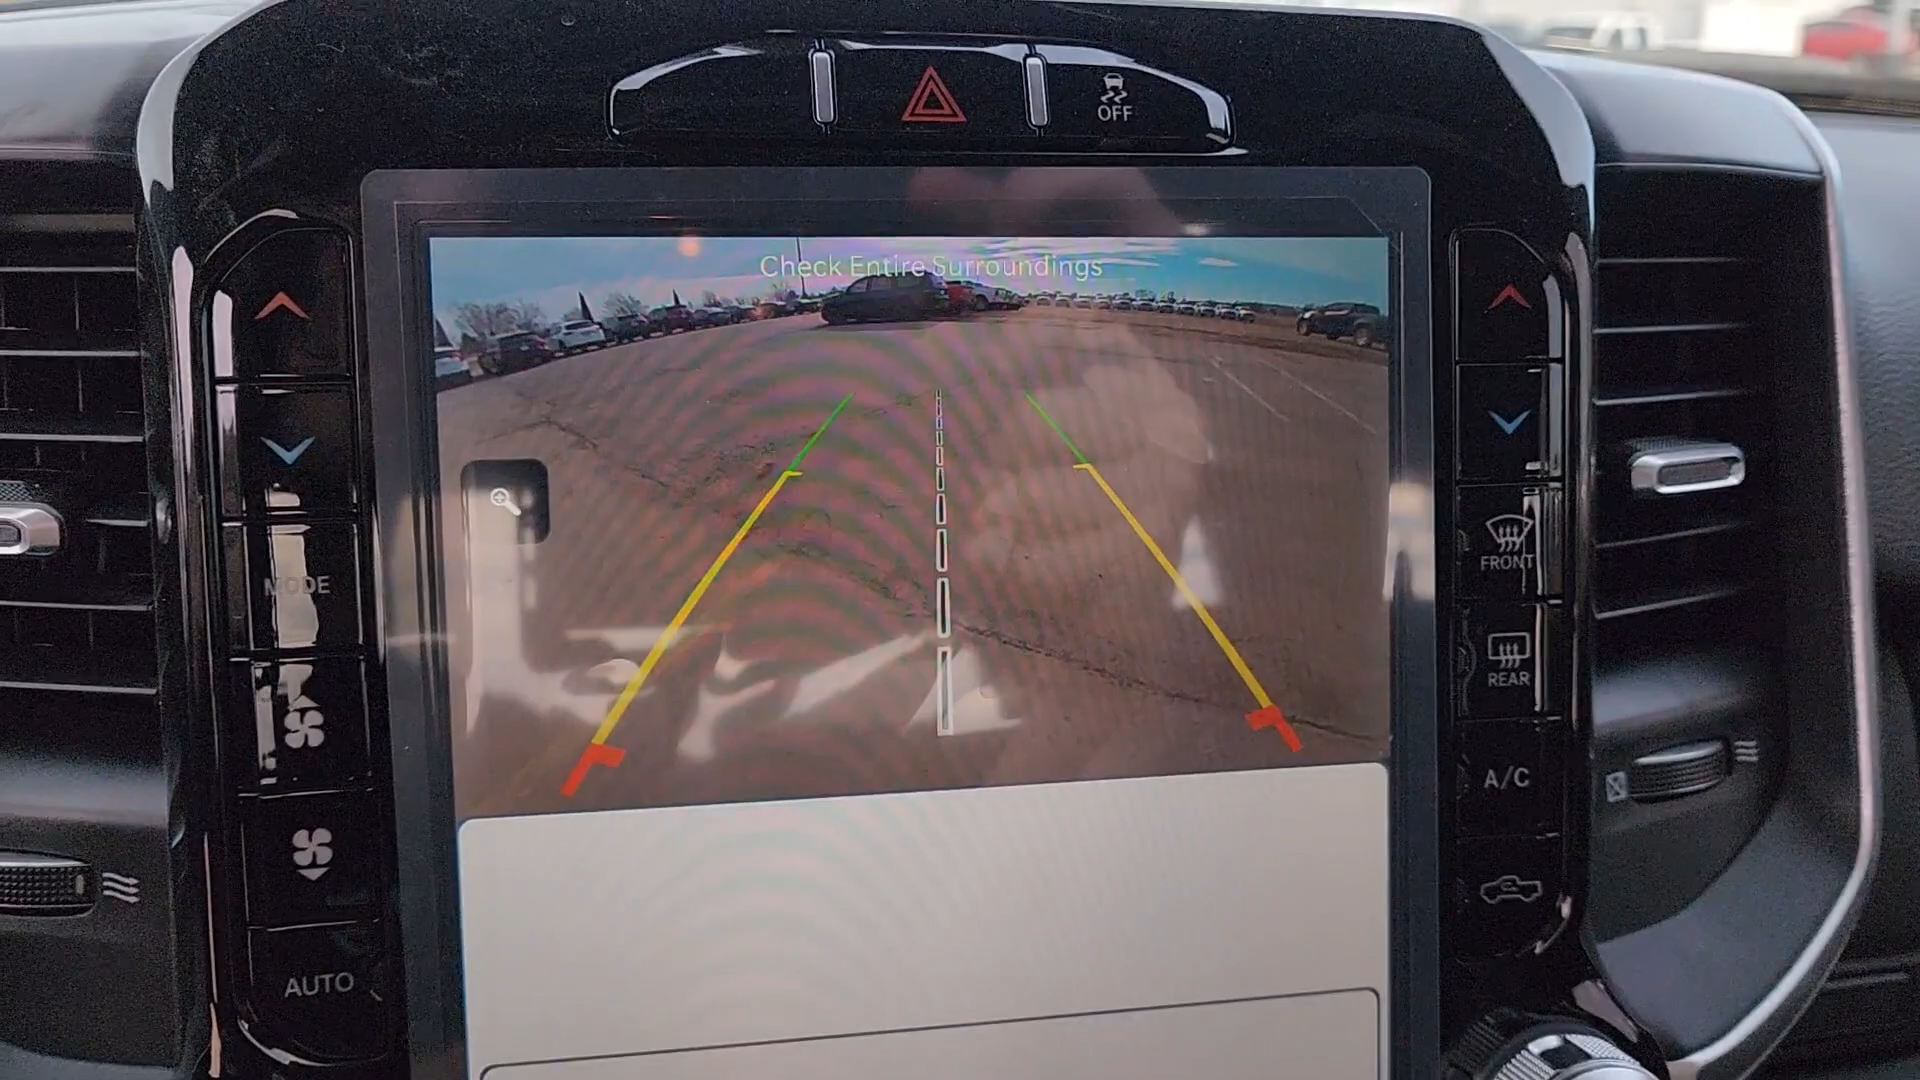 OFF
Check Entire Surroundings
MODE
AUTO
FRONT
REAR
A/C